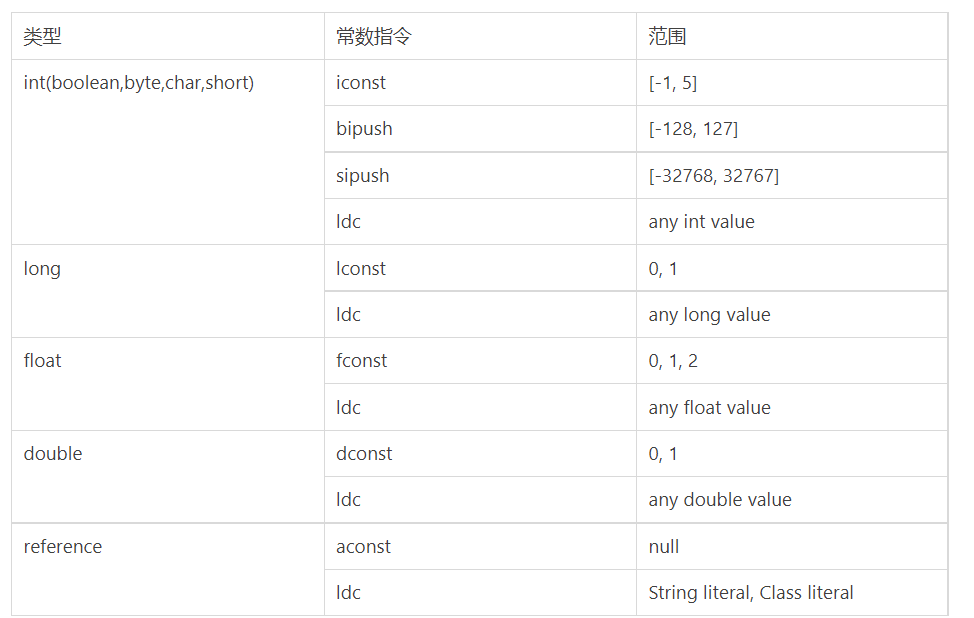 类型 常数指令 范围
int(boolean,byte,char,short) iconst [-1, 5]
bipush [-128, 127]
sipush [-32768, 32767]
ldc any int value
long lconst 0, 1
ldc any long value
float fconst 0, 1, 2
ldc any float value
double dconst 0, 1
ldc any double value
reference aconst null
ldc String literal, Class literal